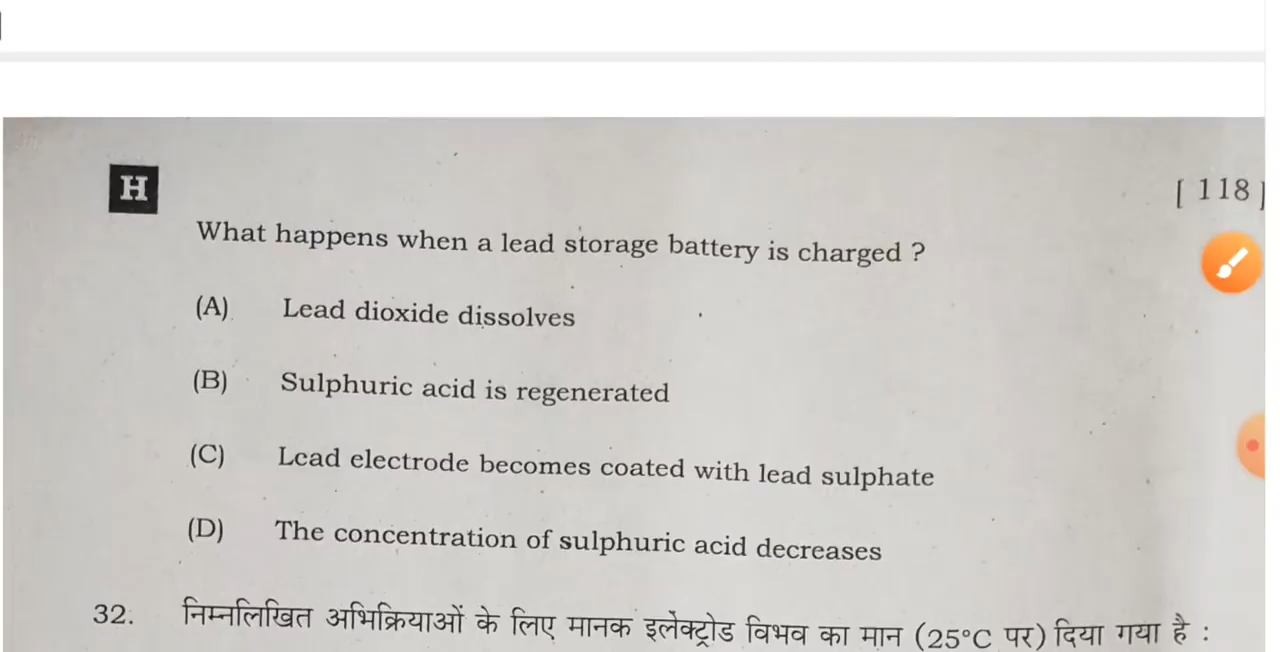 H
[ 118 ]
What happens when a lead storage battery is charged ?
(A) Lead dioxide dissolves
(B) Sulphuric acid is regenerated
(C) Lead electrode becomes coated with lead sulphate
(D) The concentration of sulphuric acid decreases
32. निम्नलिखित अभिक्रियाओं के लिए मानक इलेक्ट्रोड विभव का मान (25°C पर) दिया गया है :